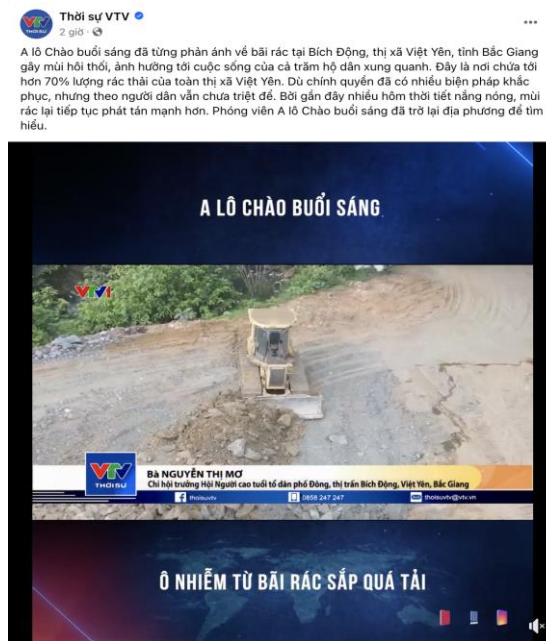 Thời sự VTV
2 giờ ·
A lô Chào buổi sáng đã từng phản ánh về bãi rác tại Bích Động, thị xã Việt Yên, tỉnh Bắc Giang
gây mùi hôi thối, ảnh hưởng tới cuộc sống của cả trăm hộ dân xung quanh. Đây là nơi chứa tới
hơn 70% lượng rác thải của toàn thị xã Việt Yên. Dù chính quyền đã có nhiều biện pháp khắc
phục, nhưng theo người dân vẫn chưa triệt để. Bởi gần đây nhiều hôm thời tiết nắng nóng, mùi
rác lại tiếp tục phát tán mạnh hơn. Phóng viên A lô Chào buổi sáng đã trở lại địa phương để tìm
hiểu.
A LÔ CHÀO BUỔI SÁNG
VTV1
VTV
THỜI SỰ
Bà NGUYỄN THỊ MƠ
Chi hội trưởng Hội Người cao tuổi tổ dân phố Đông, thị trấn Bích Động, Việt Yên, Bắc Giang
thoisuvtv
0858 247 247
thoisuvtv@vtv.vn
Ô NHIỄM TỪ BÃI RÁC SẮP QUÁ TẢI